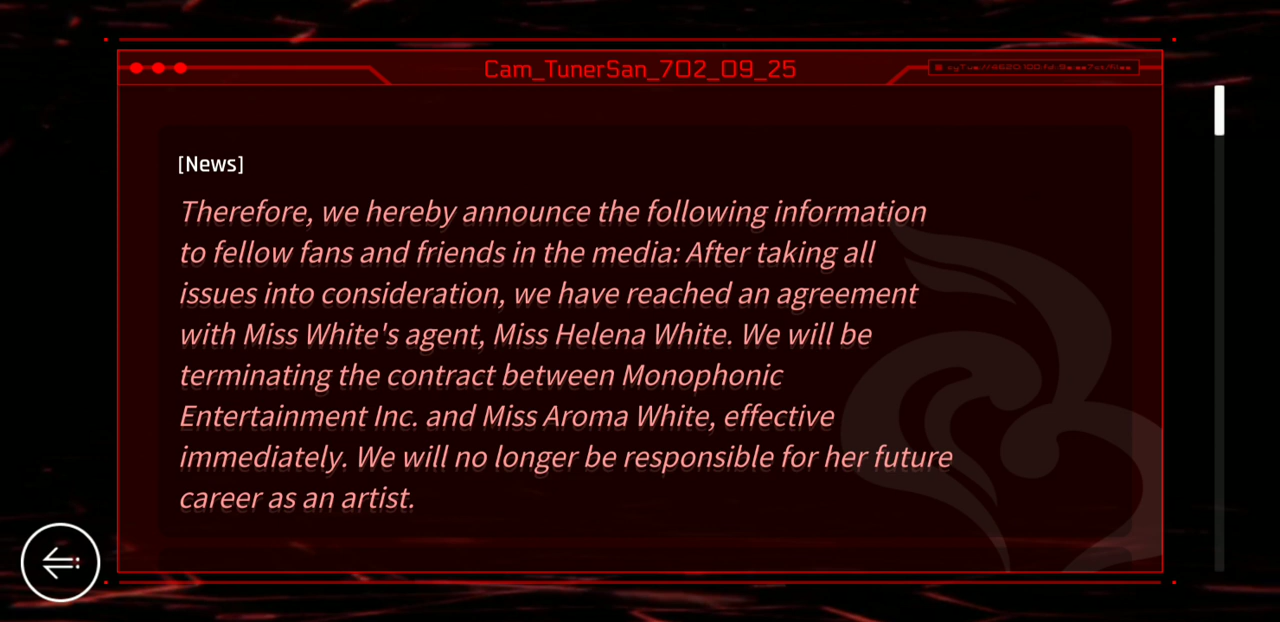 Cam_TunerSan_702_09_25
[News]
Therefore, we hereby announce the following information
to fellow fans and friends in the media: After taking all
issues into consideration, we have reached an agreement
with Miss White's agent, Miss Helena White. We will be
terminating the contract between Monophonic
Entertainment Inc. and Miss Aroma White, effective
immediately. We will no longer be responsible for her future
career as an artist.